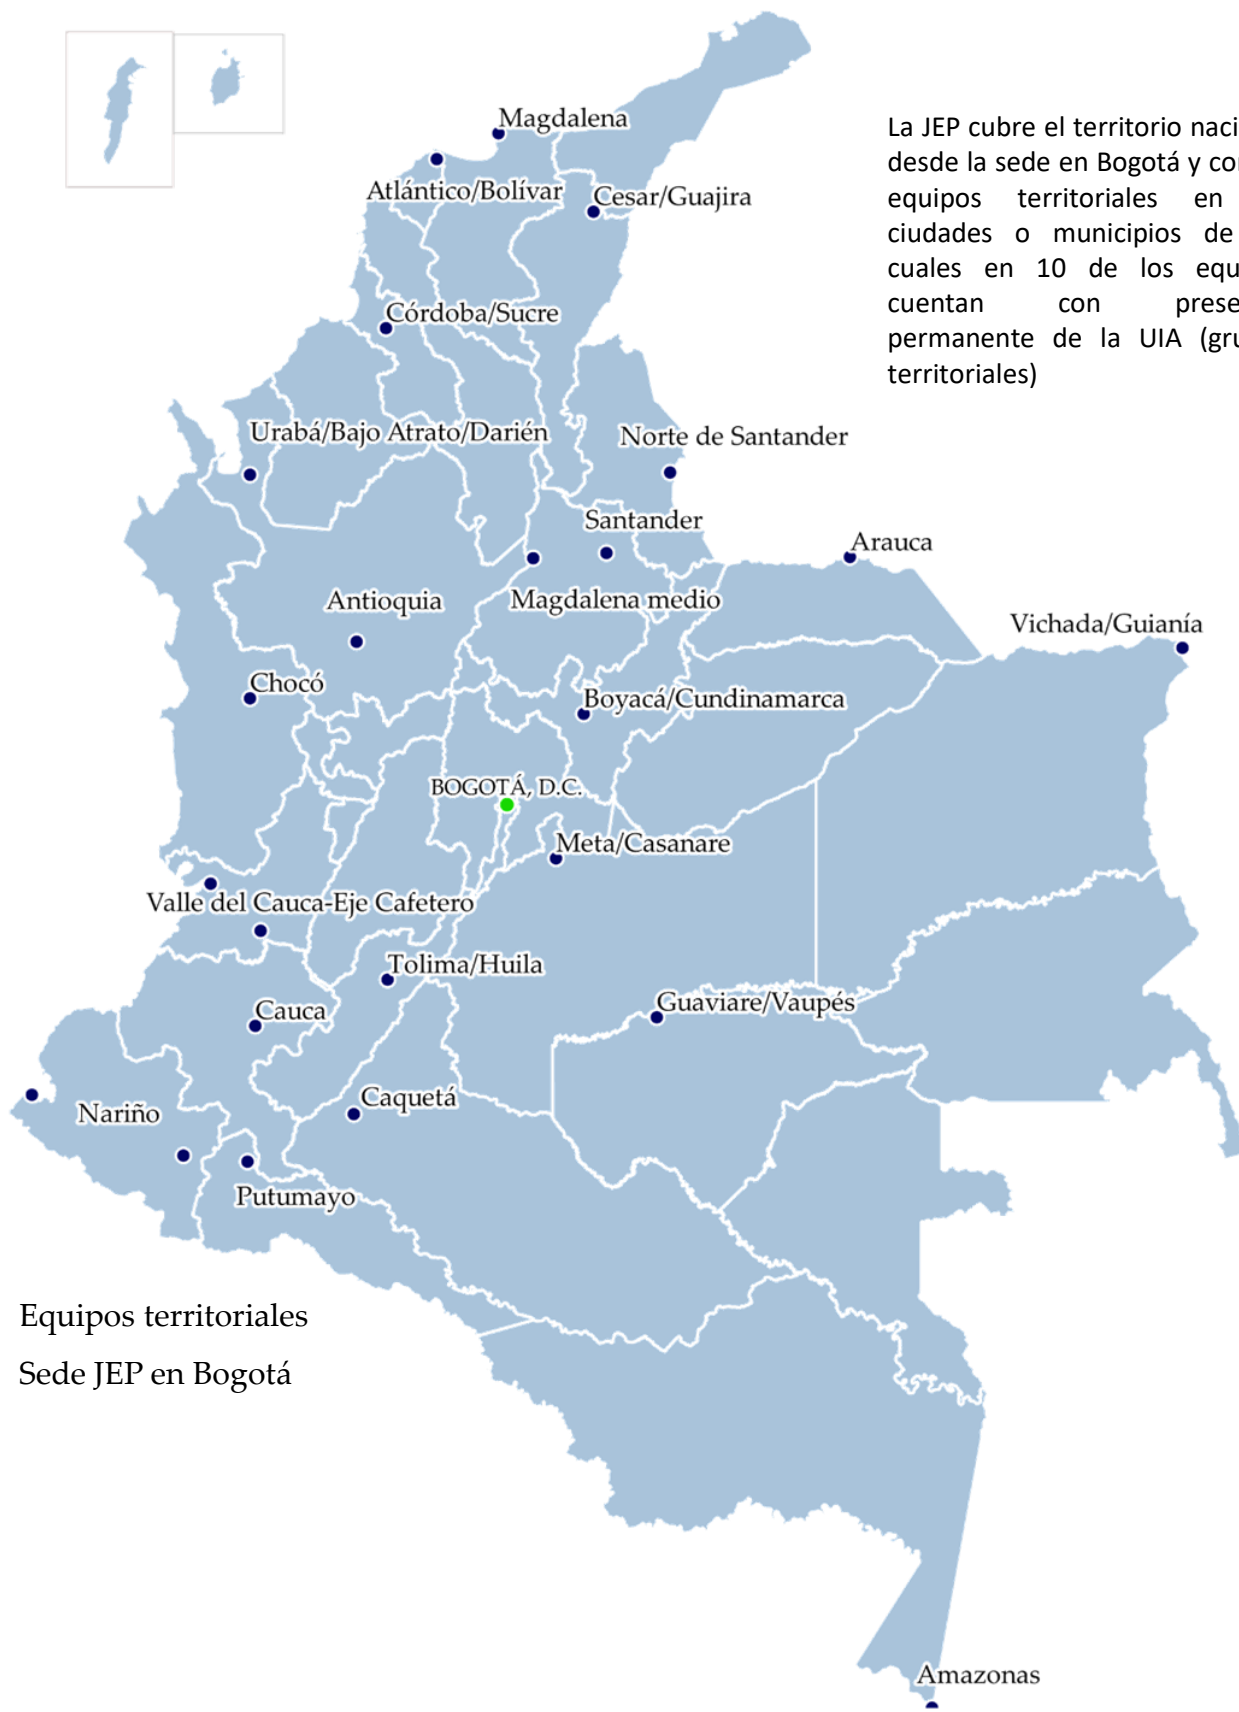 Magdalena
Atlántico/Bolívar
Cesar/Guajira
La JEP cubre el territorio
desde la sede en Bogotá y
equipos territoriales en
ciudades o municipios de
cuales en 10 de los
cuentan con
permanente de la UIA
territoriales)
Córdoba/Sucre
Urabá/Bajo Atrato/Darién
Norte de Santander
Santander
Arauca
Antioquia
Magdalena medio
Vichada/Guianía
Chocó
Boyacá/Cundinamarca
BOGOTÁ, D.C.
Meta/Casanare
Valle del Cauca-Eje Cafetero
Tolima/Huila
Cauca
Guaviare/Vaupés
Caquetá
Nariño
Putumayo
Equipos territoriales
Sede JEP en Bogotá
Amazonas